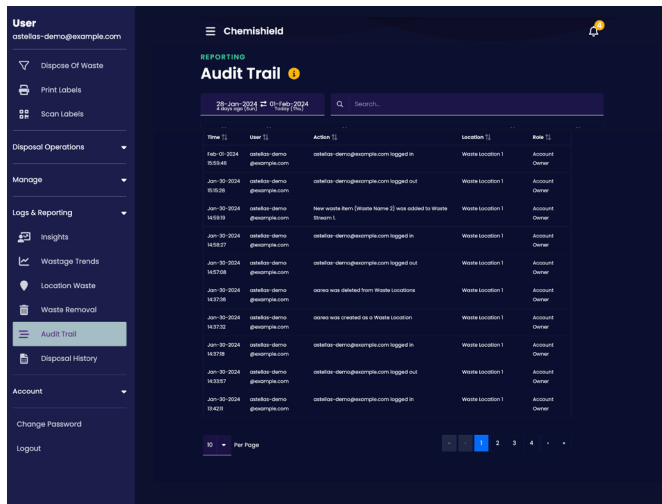 User
astellas-demo@example.com
Dispose Of Waste
Print Labels
Scan Labels
Disposal Operations
Manage
Logs & Reporting
Insights
Wastage Trends
Location Waste
Waste Removal
Audit Trail
Disposal History
Account
Change Password
Logout
Chemishield
4
REPORTING
Audit Trail
28-Jan-2024 01-Feb-2024
4 days ago (Sun) Today (Thu)
Search...
Time User Action Location Role
Feb-01-2024 astellas-demo astellas-demo@example.com logged in Waste Location 1 Account
15:59:46 @example.com Owner
Jan-30-2024 astellas-demo astellas-demo@example.com logged out Waste Location 1 Account
15:15:28 @example.com Owner
Jan-30-2024 astellas-demo New waste item (Waste Name 2) was added to Waste Waste Location 1 Account
14:59:19 @example.com Stream 1. Owner
Jan-30-2024 astellas-demo astellas-demo@example.com logged in Waste Location 1 Account
14:58:27 @example.com Owner
Jan-30-2024 astellas-demo astellas-demo@example.com logged out Waste Location 1 Account
14:57:08 @example.com Owner
Jan-30-2024 astellas-demo aarea was deleted from Waste Locations Waste Location 1 Account
14:37:36 @example.com Owner
Jan-30-2024 astellas-demo aarea was created as a Waste Location Waste Location 1 Account
14:37:32 @example.com Owner
Jan-30-2024 astellas-demo astellas-demo@example.com logged in Waste Location 1 Account
14:37:18 @example.com Owner
Jan-30-2024 astellas-demo astellas-demo@example.com logged out Waste Location 1 Account
14:33:57 @example.com Owner
Jan-30-2024 astellas-demo astellas-demo@example.com logged in Waste Location 1 Account
13:42:11 @example.com Owner
10 Per Page
« ‹ 1 2 3 4 › »